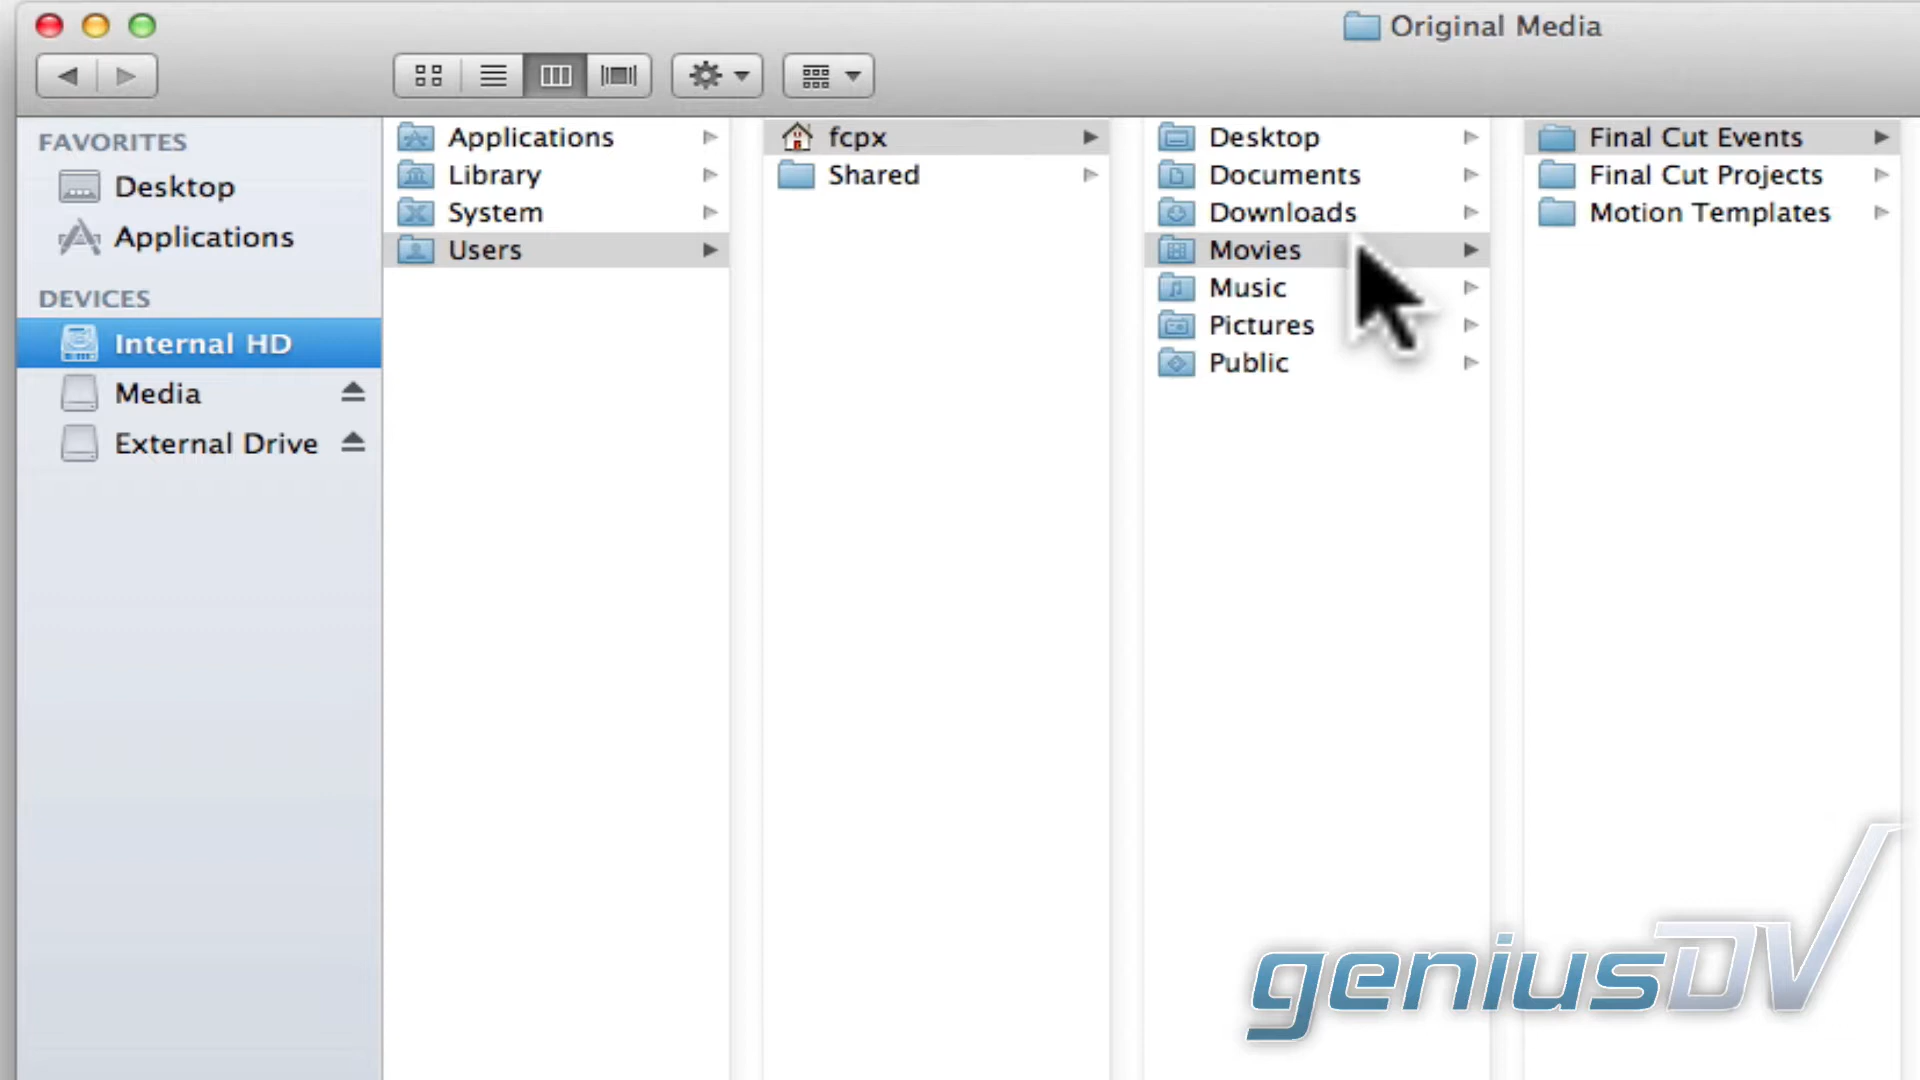 Original Media
FAVORITES
Desktop
Applications
DEVICES
Internal HD
Media
External Drive
Applications
Library
System
Users
fcpx
Shared
Desktop
Documents
Downloads
Movies
Music
Pictures
Public
Final Cut Events
Final Cut Projects
Motion Templates
geniusDV